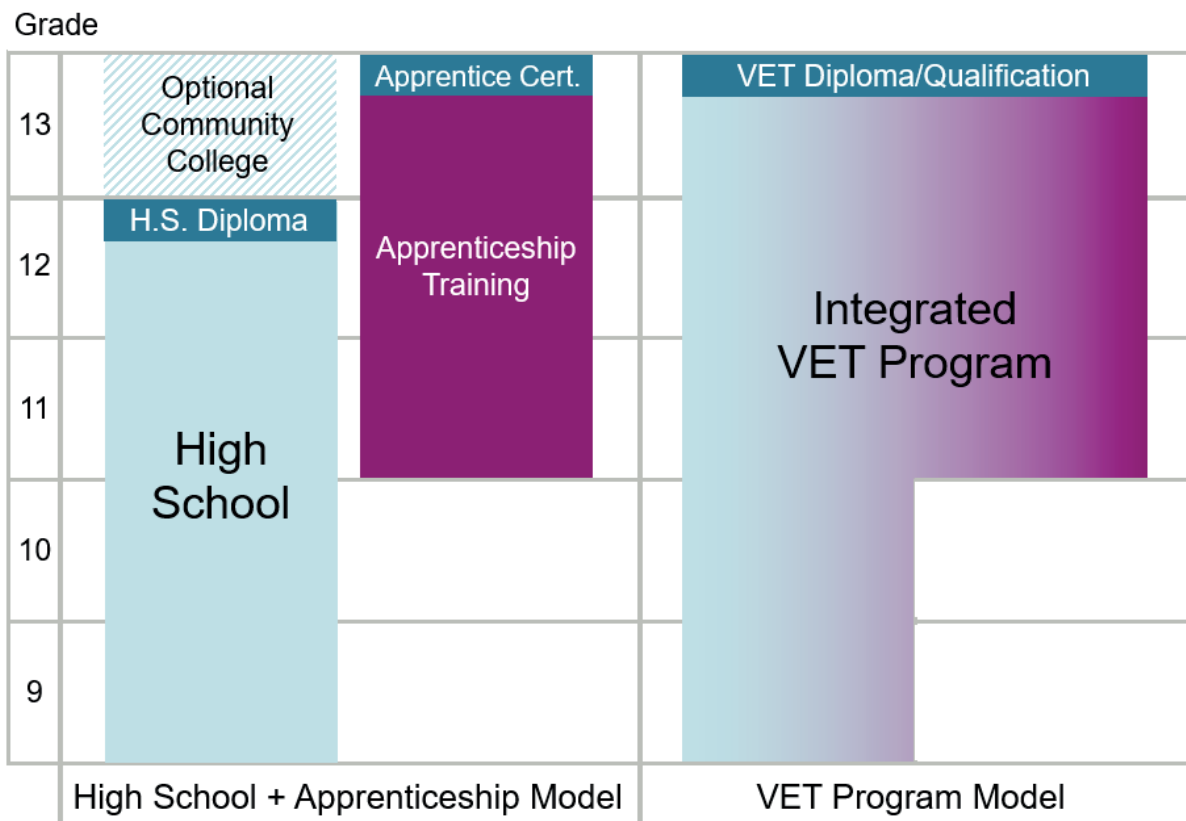 Grade
13
12
11
10
9
Optional
Community
College
H.S. Diploma
High
School
Apprentice Cert.
Apprenticeship
Training
VET Diploma/Qualification
Integrated
VET Program
High School + Apprenticeship Model
VET Program Model